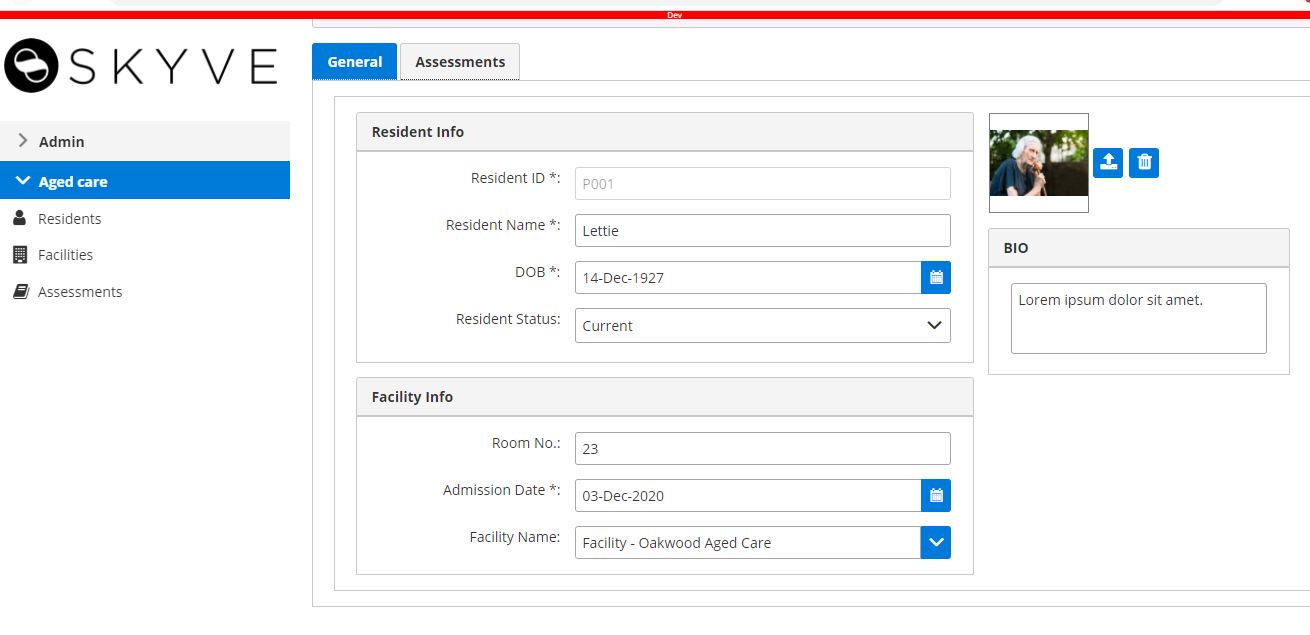 Dev
SKYVE
Admin
Aged care
Residents
Facilities
Assessments
General
Assessments
Resident Info
Resident ID *:
P001
Resident Name *:
Lettie
DOB *:
14-Dec-1927
Resident Status:
Current
Facility Info
Room No.:
23
Admission Date *:
03-Dec-2020
Facility Name:
Facility - Oakwood Aged Care
BIO
Lorem ipsum dolor sit amet.